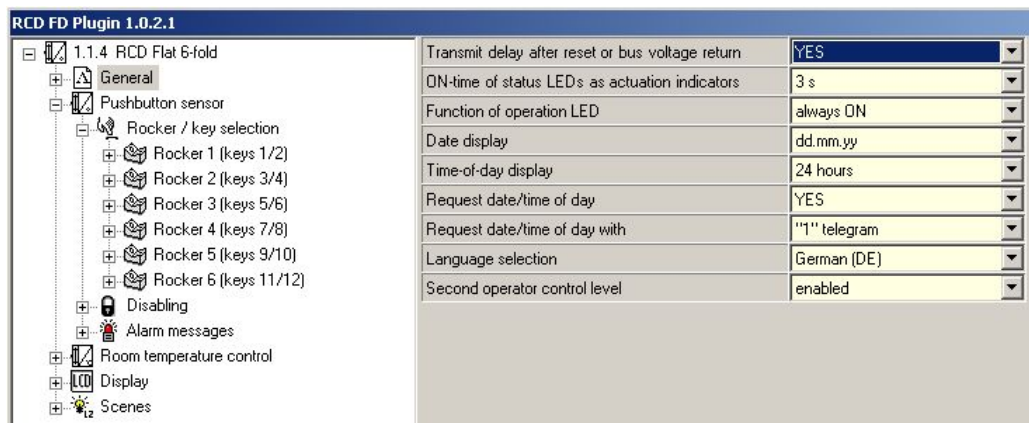 RCD FD Plugin 1.0.2.1
1.1.4 RCD Flat 6-fold
General
Pushbutton sensor
Rocker / key selection
Rocker 1 (keys 1/2)
Rocker 2 (keys 3/4)
Rocker 3 (keys 5/6)
Rocker 4 (keys 7/8)
Rocker 5 (keys 9/10)
Rocker 6 (keys 11/12)
Disabling
Alarm messages
Room temperature control
LCD Display
Scenes
Transmit delay after reset or bus voltage return YES
ON-time of status LEDs as actuation indicators 3 s
Function of operation LED always ON
Date display dd.mm.yy
Time-of-day display 24 hours
Request date/time of day YES
Request date/time of day with "1" telegram
Language selection German (DE)
Second operator control level enabled